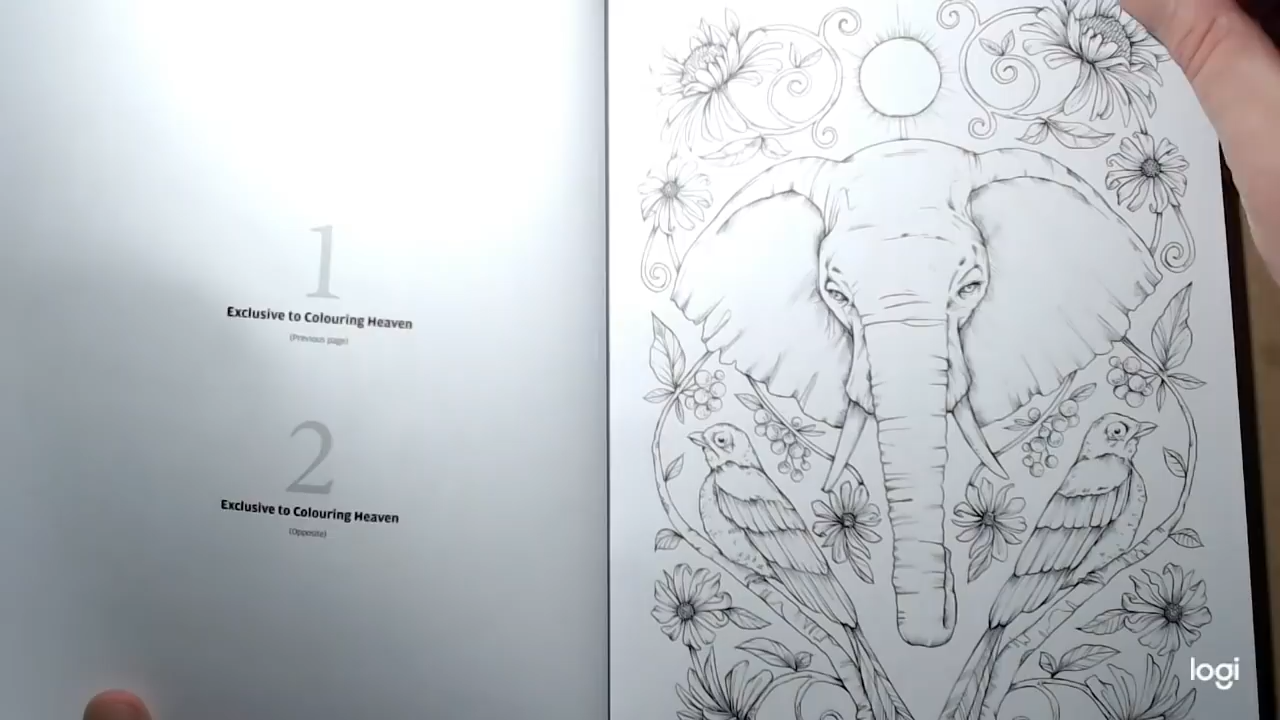 1
Exclusive to Colouring Heaven
(Previous page)
2
Exclusive to Colouring Heaven
(Opposite)
logi